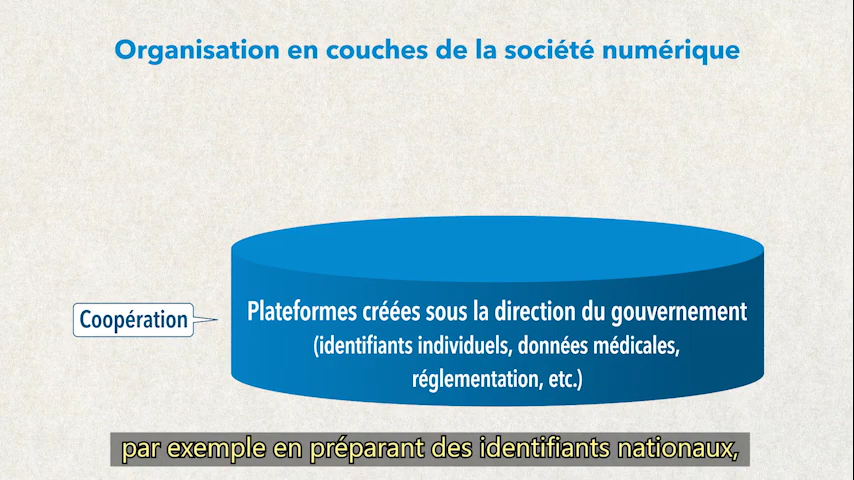 Organisation en couches de la société numérique
Coopération
Plateformes créées sous la direction du gouvernement
(identifiants individuels, données médicales,
réglementation, etc.)
par exemple en préparant des identifiants nationaux,